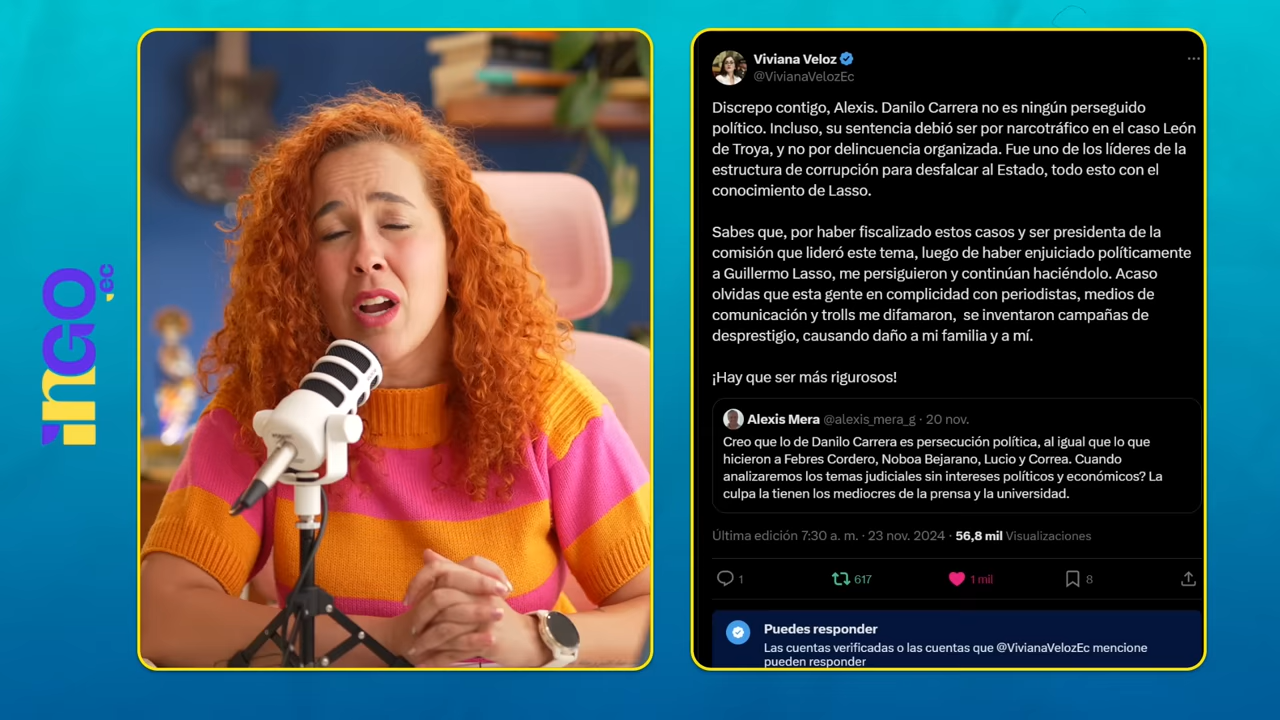 inGO.ec
Viviana Veloz
@VivianaVelozEc
Discrepo contigo, Alexis. Danilo Carrera no es ningún perseguido
político. Incluso, su sentencia debió ser por narcotráfico en el caso León
de Troya, y no por delincuencia organizada. Fue uno de los líderes de la
estructura de corrupción para desfalcar al Estado, todo esto con el
conocimiento de Lasso.
Sabes que, por haber fiscalizado estos casos y ser presidenta de la
comisión que lideró este tema, luego de haber enjuiciado políticamente
a Guillermo Lasso, me persiguieron y continúan haciéndolo. Acaso
olvidas que esta gente en complicidad con periodistas, medios de
comunicación y trolls me difamaron, se inventaron campañas de
desprestigio, causando daño a mi familia y a mí.
¡Hay que ser más rigurosos!
Alexis Mera @alexis_mera_g · 20 nov.
Creo que lo de Danilo Carrera es persecución política, al igual que lo que
hicieron a Febres Cordero, Noboa Bejarano, Lucio y Correa. Cuando
analizaremos los temas judiciales sin intereses políticos y económicos? La
culpa la tienen los mediocres de la prensa y la universidad.
Última edición 7:30 a. m. · 23 nov. 2024 · 56,8 mil Visualizaciones
1 617 1 mil 8
Puedes responder
Las cuentas verificadas o las cuentas que @VivianaVelozEc mencione
pueden responder